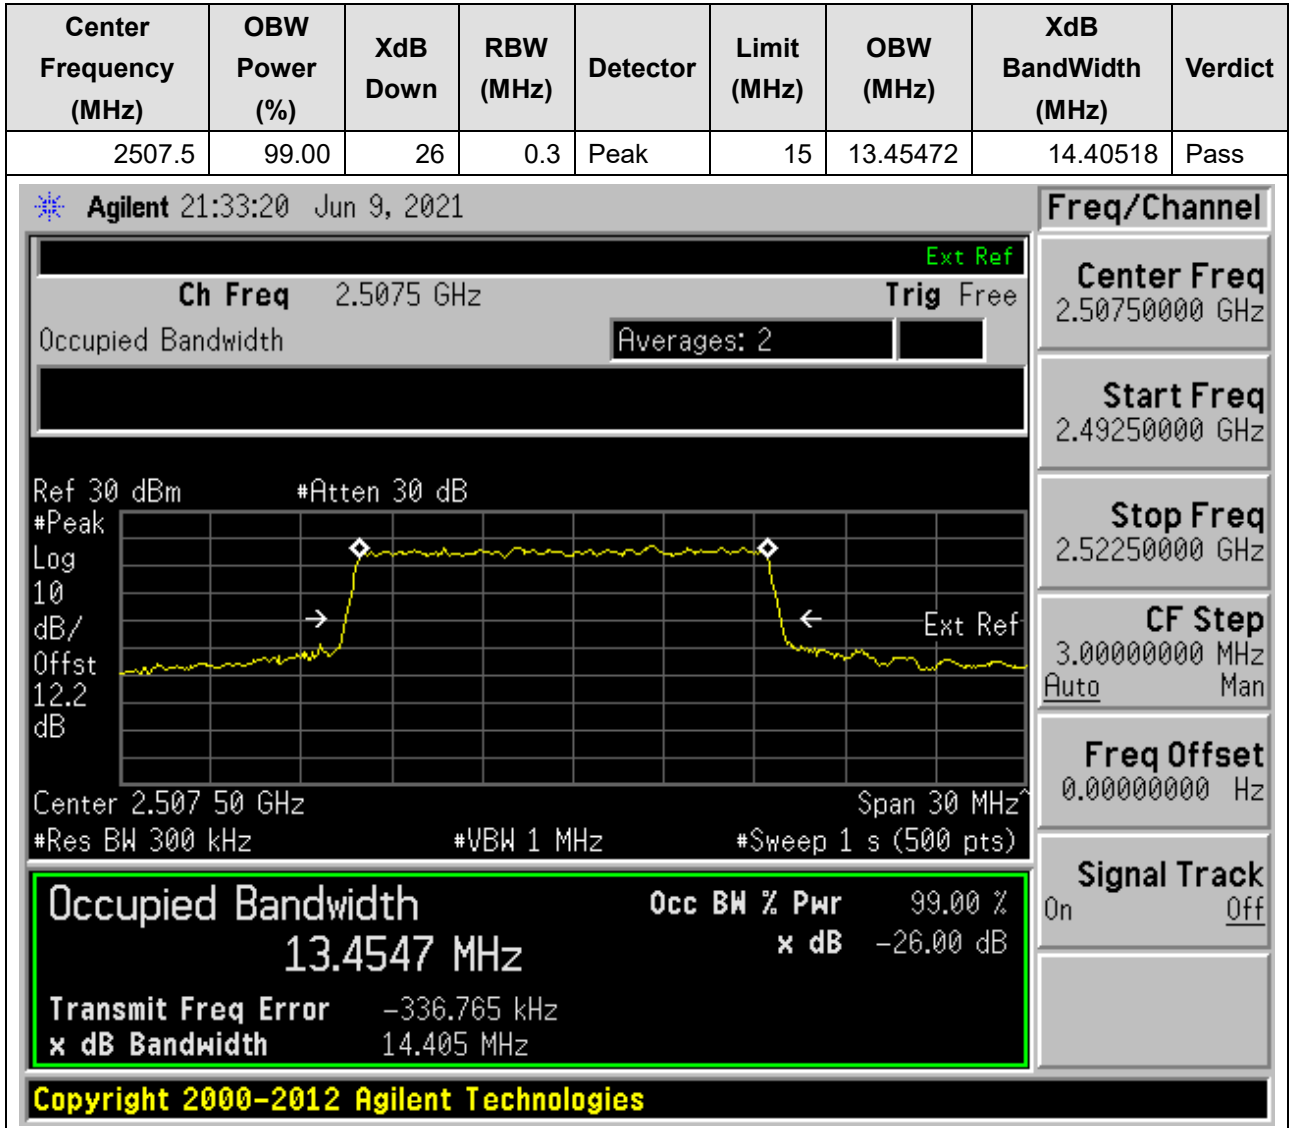 Center Frequency (MHz) OBW Power (%) XdB Down RBW (MHz) Detector Limit (MHz) OBW (MHz) XdB BandWidth (MHz) Verdict
2507.5 99.00 26 0.3 Peak 15 13.45472 14.40518 Pass
Agilent 21:33:20 Jun 9, 2021
Ext Ref
Ch Freq 2.5075 GHz Trig Free
Occupied Bandwidth Averages: 2
Ref 30 dBm #Atten 30 dB
#Peak
Log
10
dB/
Offst
12.2
dB
Ext Ref
Center 2.507 50 GHz Span 30 MHz^
#Res BW 300 kHz #VBW 1 MHz #Sweep 1 s (500 pts)
Occupied Bandwidth Occ BW % Pwr 99.00 %
13.4547 MHz x dB -26.00 dB
Transmit Freq Error -336.765 kHz
x dB Bandwidth 14.405 MHz
Copyright 2000-2012 Agilent Technologies
Freq/Channel
Center Freq
2.50750000 GHz
Start Freq
2.49250000 GHz
Stop Freq
2.52250000 GHz
CF Step
3.00000000 MHz
Auto Man
Freq Offset
0.00000000 Hz
Signal Track
On Off